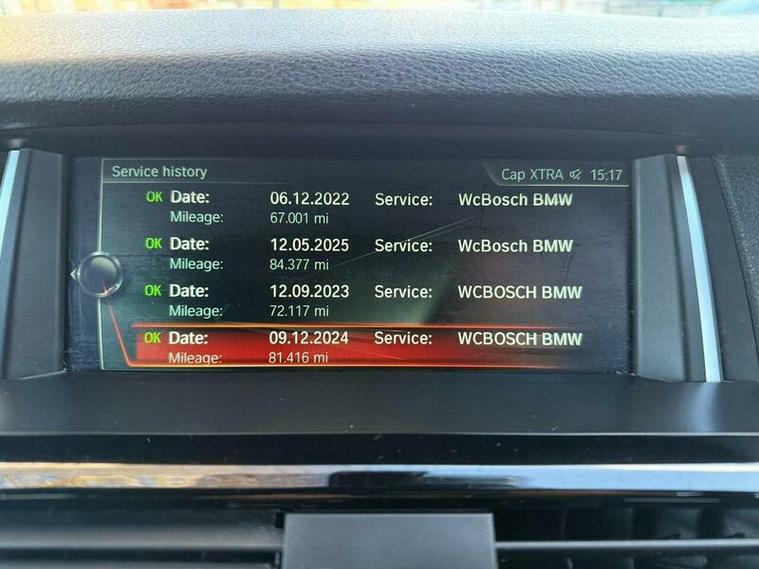 Service history Cap XTRA 15:17
OK Date: 06.12.2022 Service: WcBosch BMW
Mileage: 67.001 mi
OK Date: 12.05.2025 Service: WcBosch BMW
Mileage: 84.377 mi
OK Date: 12.09.2023 Service: WCBOSCH BMW
Mileage: 72.117 mi
OK Date: 09.12.2024 Service: WCBOSCH BMW
Mileage: 81.416 mi